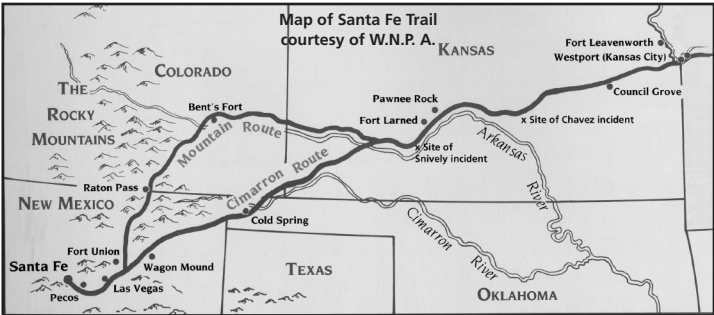 Map of Santa Fe Trail
courtesy of W.N.P. A.
KANSAS
Fort Leavenworth
Westport (Kansas City)
Council Grove
COLORADO
THE
ROCKY
MOUNTAINS
Bent's Fort
Pawnee Rock
Fort Larned
x Site of Chavez incident
x Site of
Snively incident
Mountain Route
Cimarron Route
Arkansas
River
Raton Pass
NEW MEXICO
Cold Spring
Cimarron
River
Fort Union
Wagon Mound
Santa Fe
Las Vegas
Pecos
TEXAS
OKLAHOMA